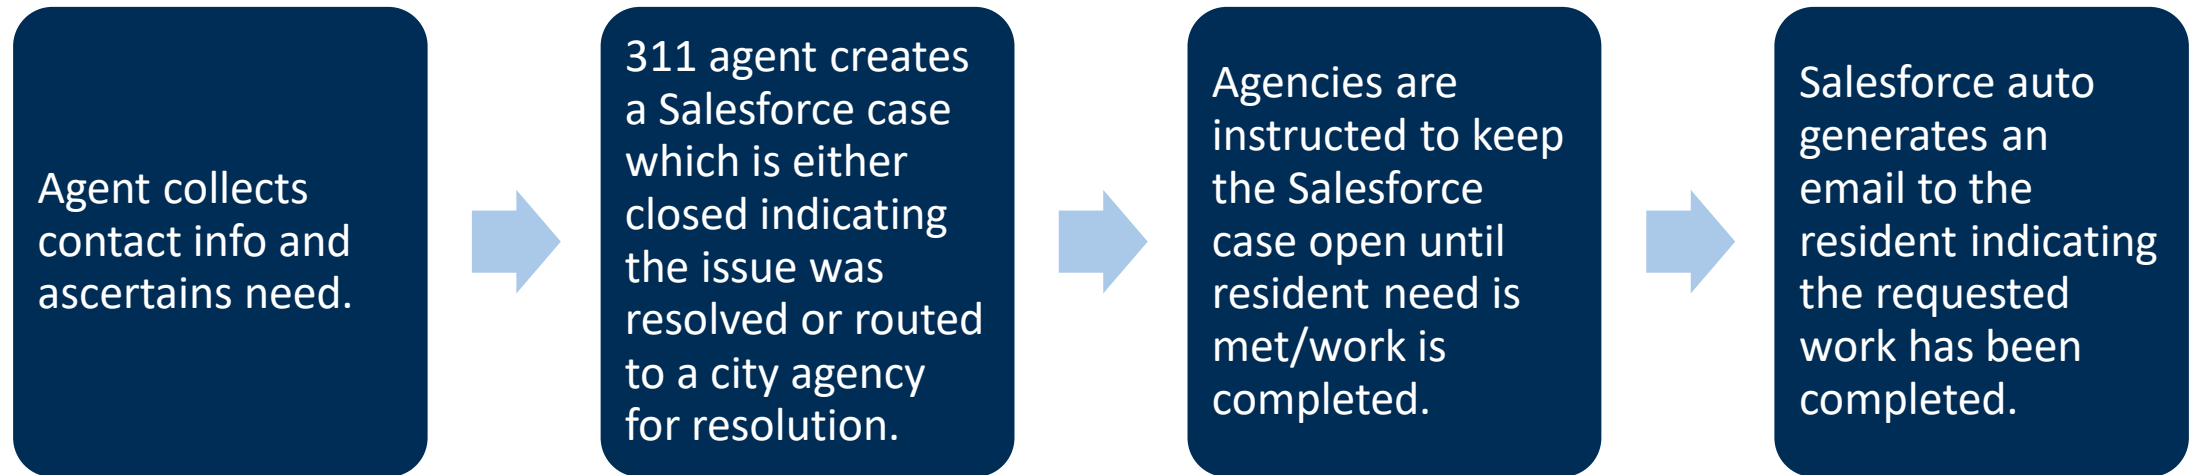 Agent collects
contact info and
ascertains need.
311 agent creates
a Salesforce case
which is either
closed indicating
the issue was
resolved or routed
to a city agency
for resolution.
Agencies are
instructed to keep
the Salesforce
case open until
resident need is
met/work is
completed.
Salesforce auto
generates an
email to the
resident indicating
the requested
work has been
completed.